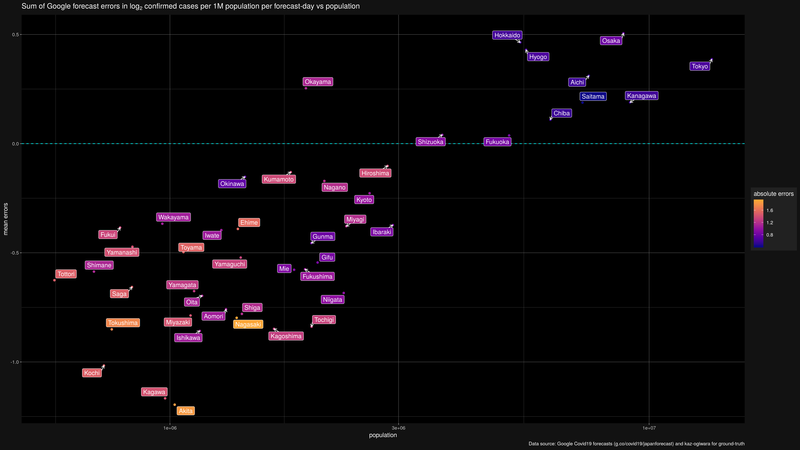 Sum of Google forecast errors in log₂ confirmed cases per 1M population per forecast-day vs population
0.5
Hokkaido
Osaka
Hyogo
Tokyo
Okayama
Aichi
Saitama
Kanagawa
Chiba
0.0
Shizuoka
Fukuoka
Hiroshima
Okinawa
Kumamoto
Nagano
Kyoto
absolute errors
1.6
1.2
0.8
mean errors
Wakayama
Ehime
Miyagi
Fukui
Iwate
Gunma
Ibaraki
Yamanashi
Toyama
-0.5
Shimane
Yamaguchi
Mie
Gifu
Tottori
Fukushima
Yamagata
Saga
Oita
Niigata
Shiga
Aomori
Tokushima
Miyazaki
Nagasaki
Tochigi
Ishikawa
Kagoshima
-1.0
Kochi
Kagawa
Akita
1e+06
3e+06
1e+07
population
Data source: Google Covid19 forecasts (g.co/covid19/japanforecast) and kaz-ogiwara for ground-truth